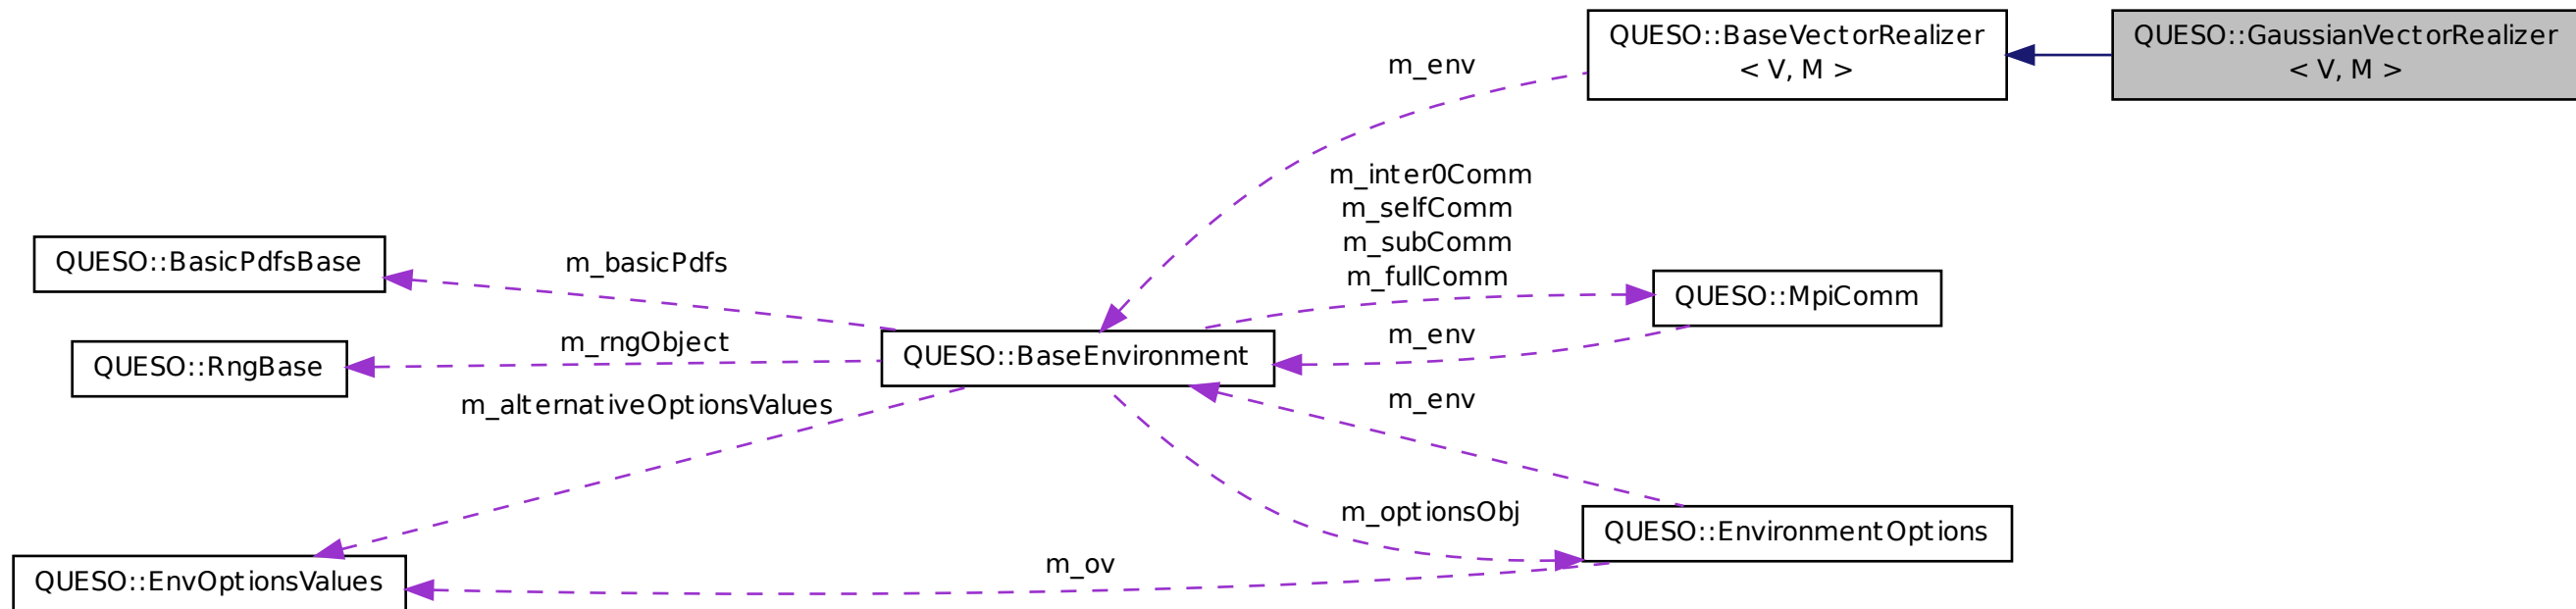 QUESO::BaseVectorRealizer
< V, M >
QUESO::GaussianVectorRealizer
< V, M >
m_env
m_inter0Comm
m_selfComm
m_subComm
m_fullComm
QUESO::BasicPdfsBase
m_basicPdfs
QUESO::MpiComm
m_rngObject
m_env
QUESO::BaseEnvironment
QUESO::RngBase
m_alternativeOptionsValues
m_env
m_optionsObj
QUESO::EnvironmentOptions
m_ov
QUESO::EnvOptionsValues